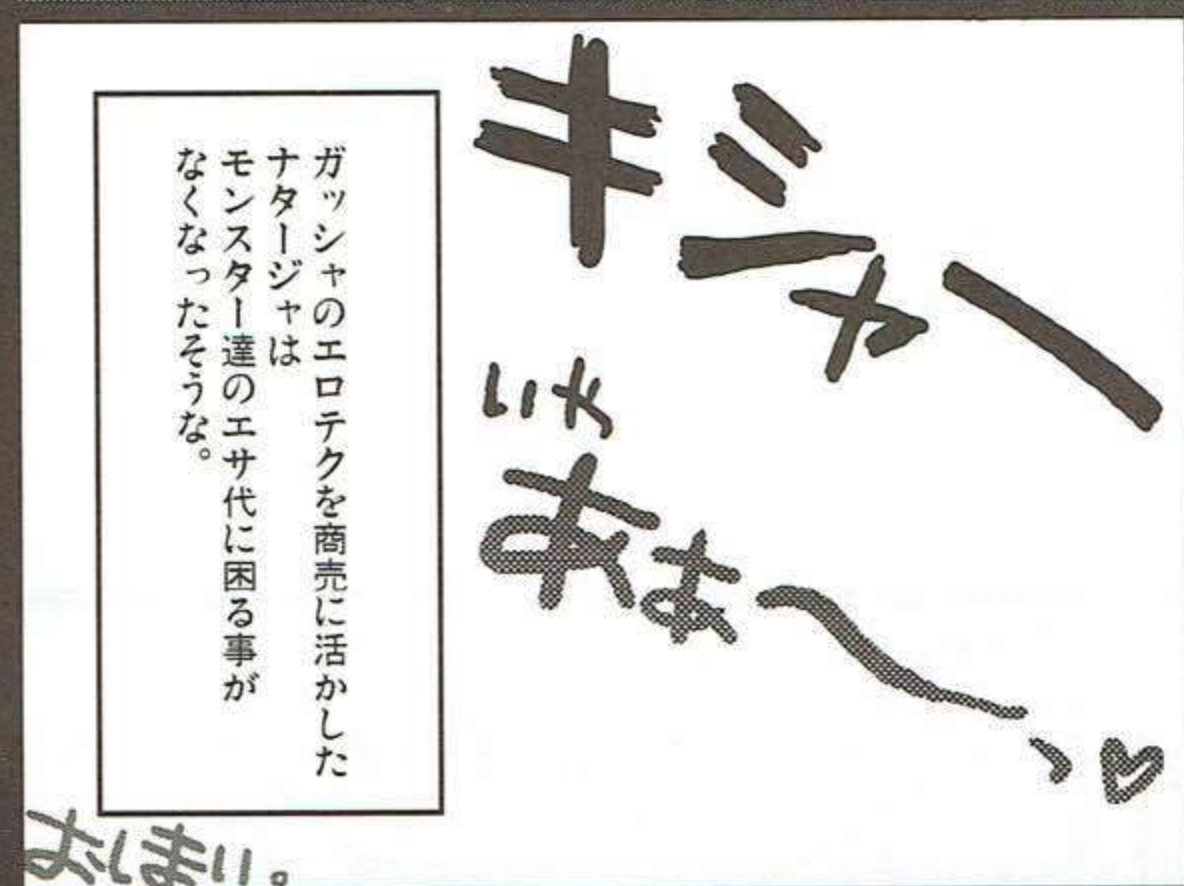 キシャー
いやああ～っ♡
ガッシャのエロテクを商売に活かした
ナタージャは
モンスター達のエサ代に困る事が
なくなったそうな。
おしまい。